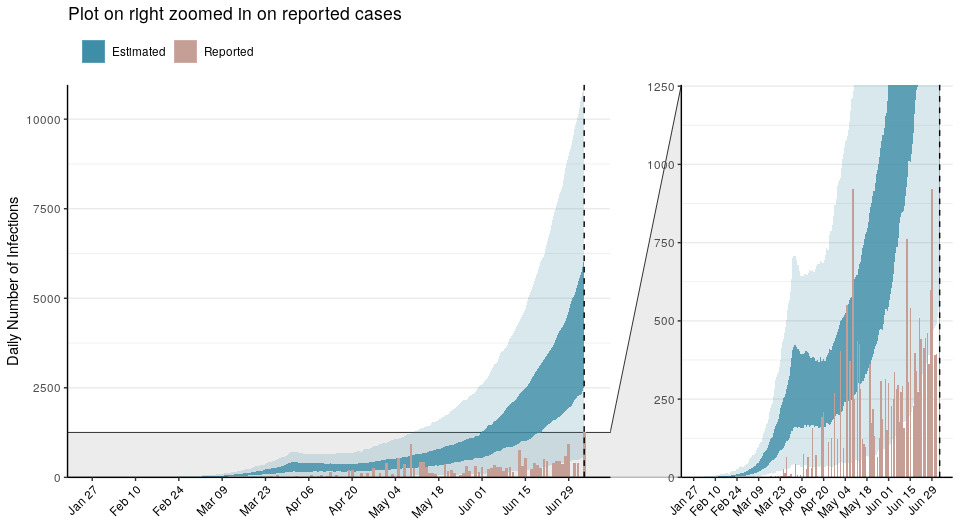 Plot on right zoomed in on reported cases
Estimated Reported
Daily Number of Infections
10000
7500
5000
2500
0
Jan 27 Feb 10 Feb 24 Mar 09 Mar 23 Apr 06 Apr 20 May 04 May 18 Jun 01 Jun 15 Jun 29
1250
1000
750
500
250
0
Jan 27 Feb 10 Feb 24 Mar 09 Mar 23 Apr 06 Apr 20 May 04 May 18 Jun 01 Jun 15 Jun 29